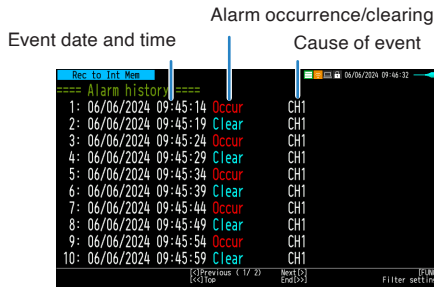 Alarm occurrence/clearing
Event date and time
Cause of event
Rec to Int Mem
06/06/2024 09:46:32
==== Alarm history ====
1: 06/06/2024 09:45:14 Occur CH1
2: 06/06/2024 09:45:19 Clear CH1
3: 06/06/2024 09:45:24 Occur CH1
4: 06/06/2024 09:45:29 Clear CH1
5: 06/06/2024 09:45:34 Occur CH1
6: 06/06/2024 09:45:39 Clear CH1
7: 06/06/2024 09:45:44 Occur CH1
8: 06/06/2024 09:45:49 Clear CH1
9: 06/06/2024 09:45:54 Occur CH1
10: 06/06/2024 09:45:59 Clear CH1
[<]Previous ( 1/ 2) Next[>] [FUN
[<<]Top End[>>] Filter settin